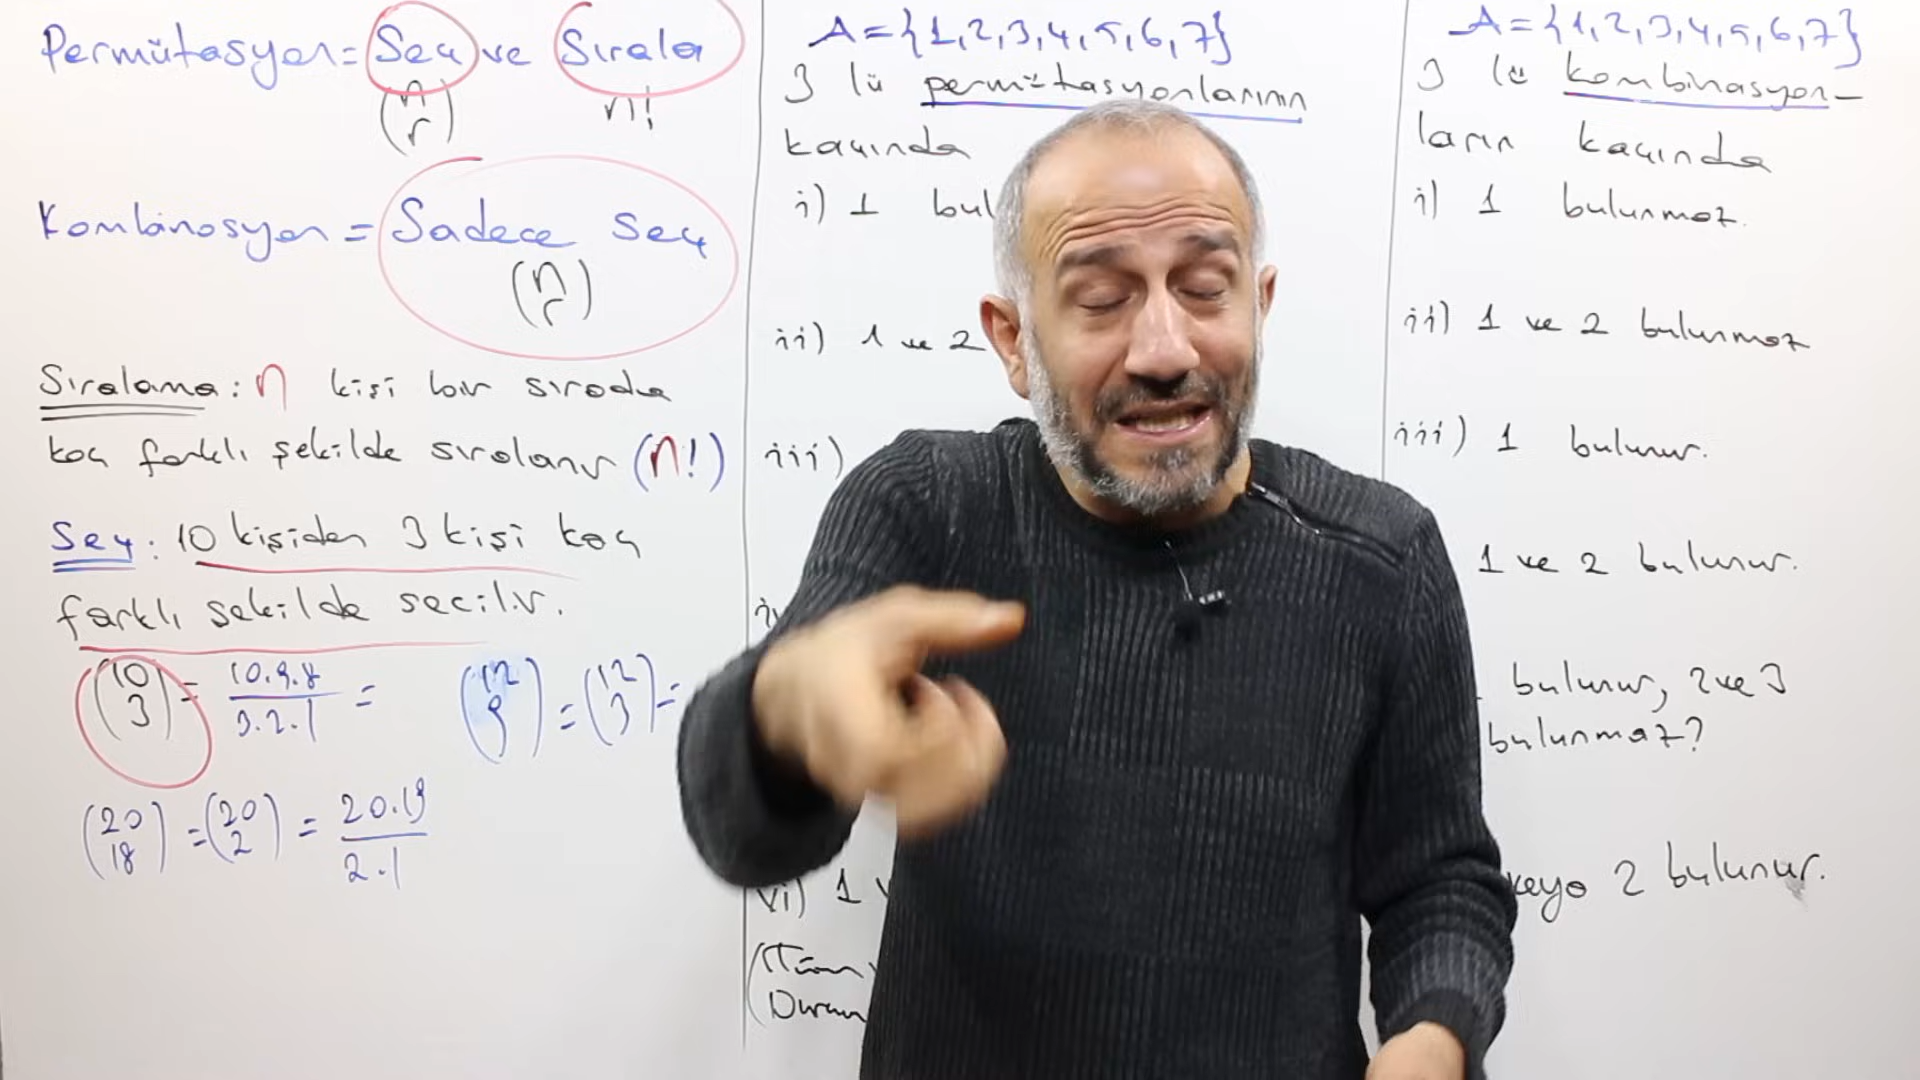 Permütasyon = Seç ve Sırala
(n r) n!
Kombinasyon = Sadece seç
(n r)
Sıralama: n kişi bir sırada
kaç farklı şekilde sıralanır (n!)
Seç: 10 kişiden 3 kişi kaç
farklı şekilde seçilir.
(10 3) = 10.9.8 / 3.2.1 = (12 9) = (12 3) =
(20 18) = (20 2) = 20.19 / 2.1
A={1,2,3,4,5,6,7}
3 lü permütasyonlarının
kaçında
i) 1 bul
ii) 1 ve 2
iii)
vi) 1 v
(Tüm
Durum
A={1,2,3,4,5,6,7}
3 lü kombinasyon-
ların kaçında
i) 1 bulunmaz.
ii) 1 ve 2 bulunmaz
iii) 1 bulunur.
1 ve 2 bulunur.
bulunur, 2 ve 3
bulunmaz?
veya 2 bulunur.